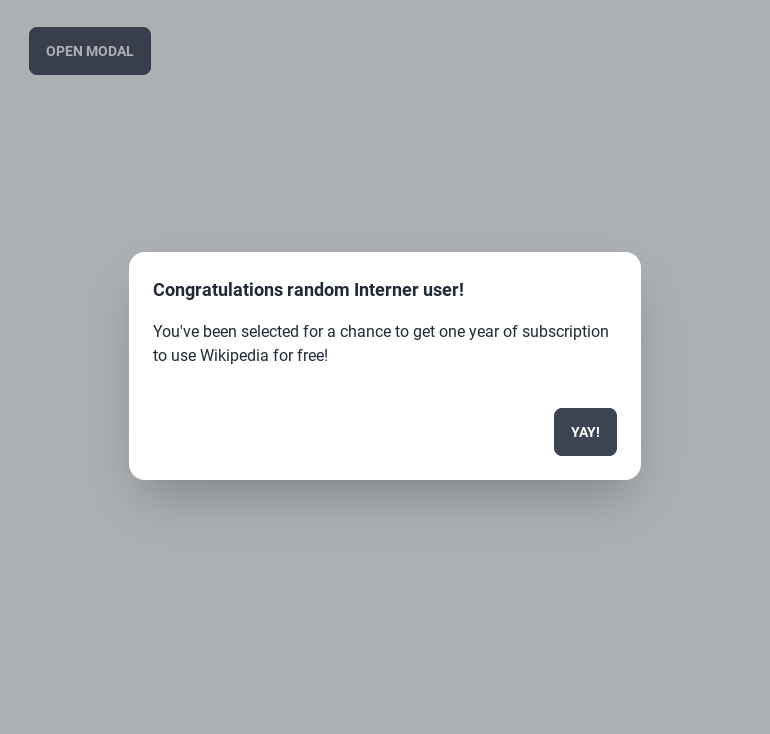 OPEN MODAL
Congratulations random Interner user!
You've been selected for a chance to get one year of subscription
to use Wikipedia for free!
YAY!